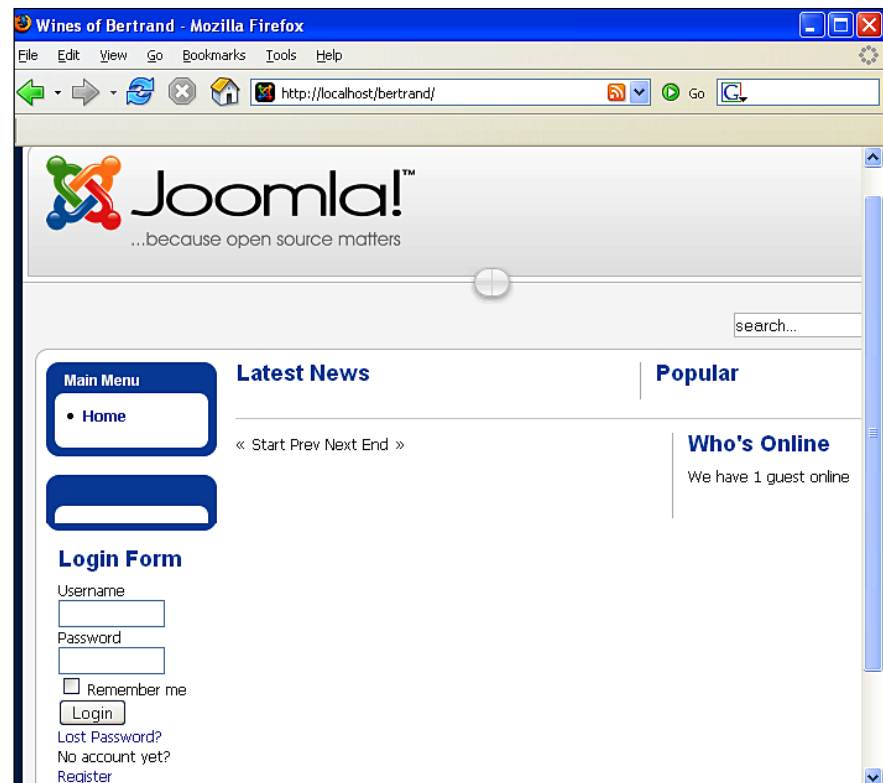 Wines of Bertrand - Mozilla Firefox
File Edit View Go Bookmarks Tools Help
http://localhost/bertrand/ Go G
Joomla!™
...because open source matters
search...
Main Menu
• Home
Latest News
Popular
« Start Prev Next End »
Who's Online
We have 1 guest online
Login Form
Username
Password
Remember me
Login
Lost Password?
No account yet?
Register